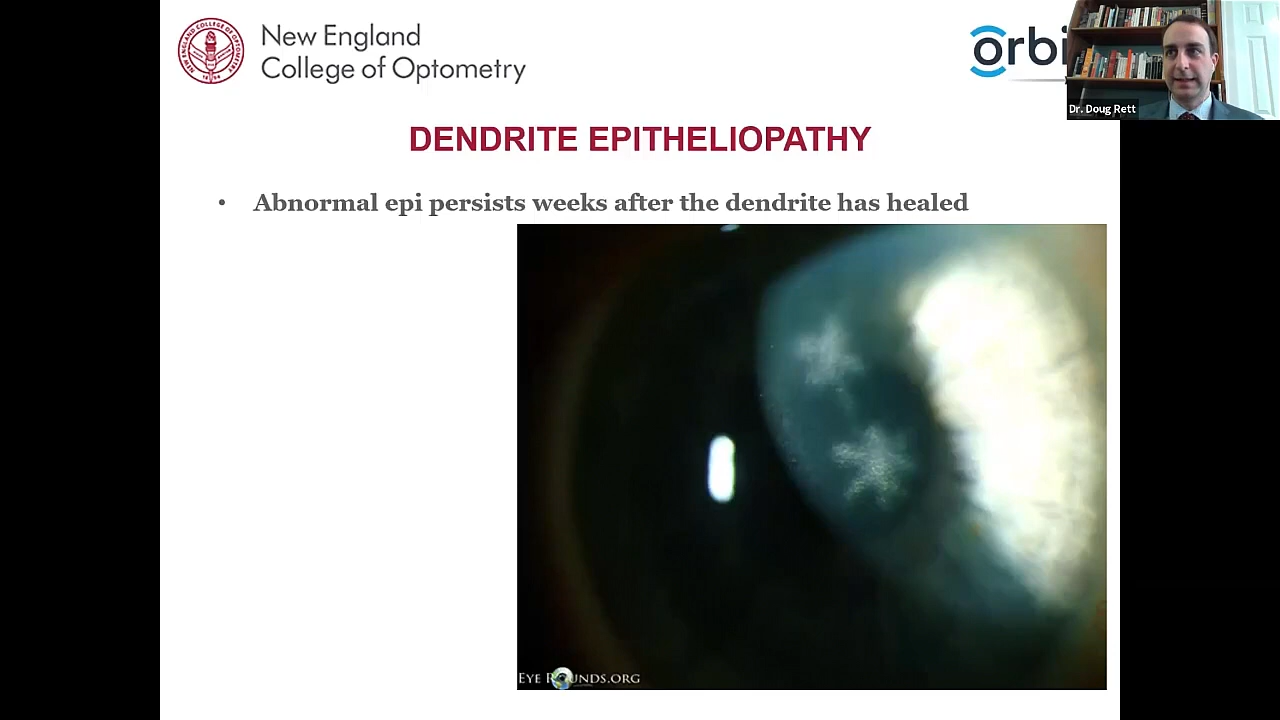 New England
College of Optometry
orbi
Dr. Doug Rett
DENDRITE EPITHELIOPATHY
• Abnormal epi persists weeks after the dendrite has healed
EYE ROUNDS.ORG